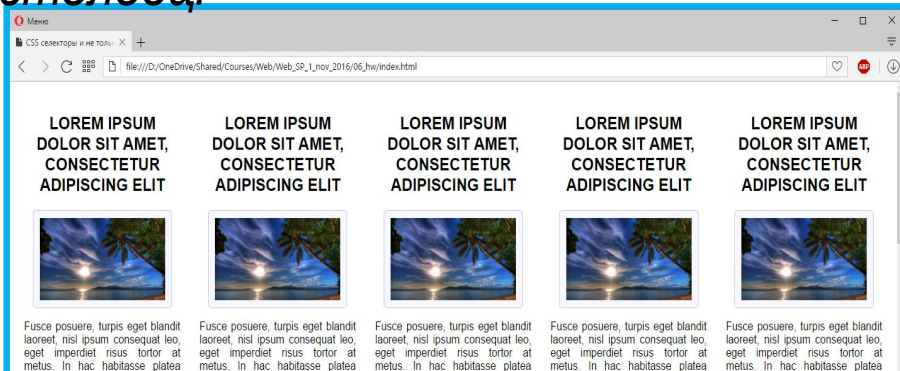 столбец.
Меню
CSS селекторы и не толь
file:///D:/OneDrive/Shared/Courses/Web/Web_SP_1_nov_2016/06_hw/index.html
ABP
LOREM IPSUM
DOLOR SIT AMET,
CONSECTETUR
ADIPISCING ELIT
Fusce posuere, turpis eget blandit
laoreet, nisl ipsum consequat leo,
eget imperdiet risus tortor at
metus. In hac habitasse platea
LOREM IPSUM
DOLOR SIT AMET,
CONSECTETUR
ADIPISCING ELIT
Fusce posuere, turpis eget blandit
laoreet, nisl ipsum consequat leo,
eget imperdiet risus tortor at
metus. In hac habitasse platea
LOREM IPSUM
DOLOR SIT AMET,
CONSECTETUR
ADIPISCING ELIT
Fusce posuere, turpis eget blandit
laoreet, nisl ipsum consequat leo,
eget imperdiet risus tortor at
metus. In hac habitasse platea
LOREM IPSUM
DOLOR SIT AMET,
CONSECTETUR
ADIPISCING ELIT
Fusce posuere, turpis eget blandit
laoreet, nisl ipsum consequat leo,
eget imperdiet risus tortor at
metus. In hac habitasse platea
LOREM IPSUM
DOLOR SIT AMET,
CONSECTETUR
ADIPISCING ELIT
Fusce posuere, turpis eget blandit
laoreet, nisl ipsum consequat leo,
eget imperdiet risus tortor at
metus. In hac habitasse platea